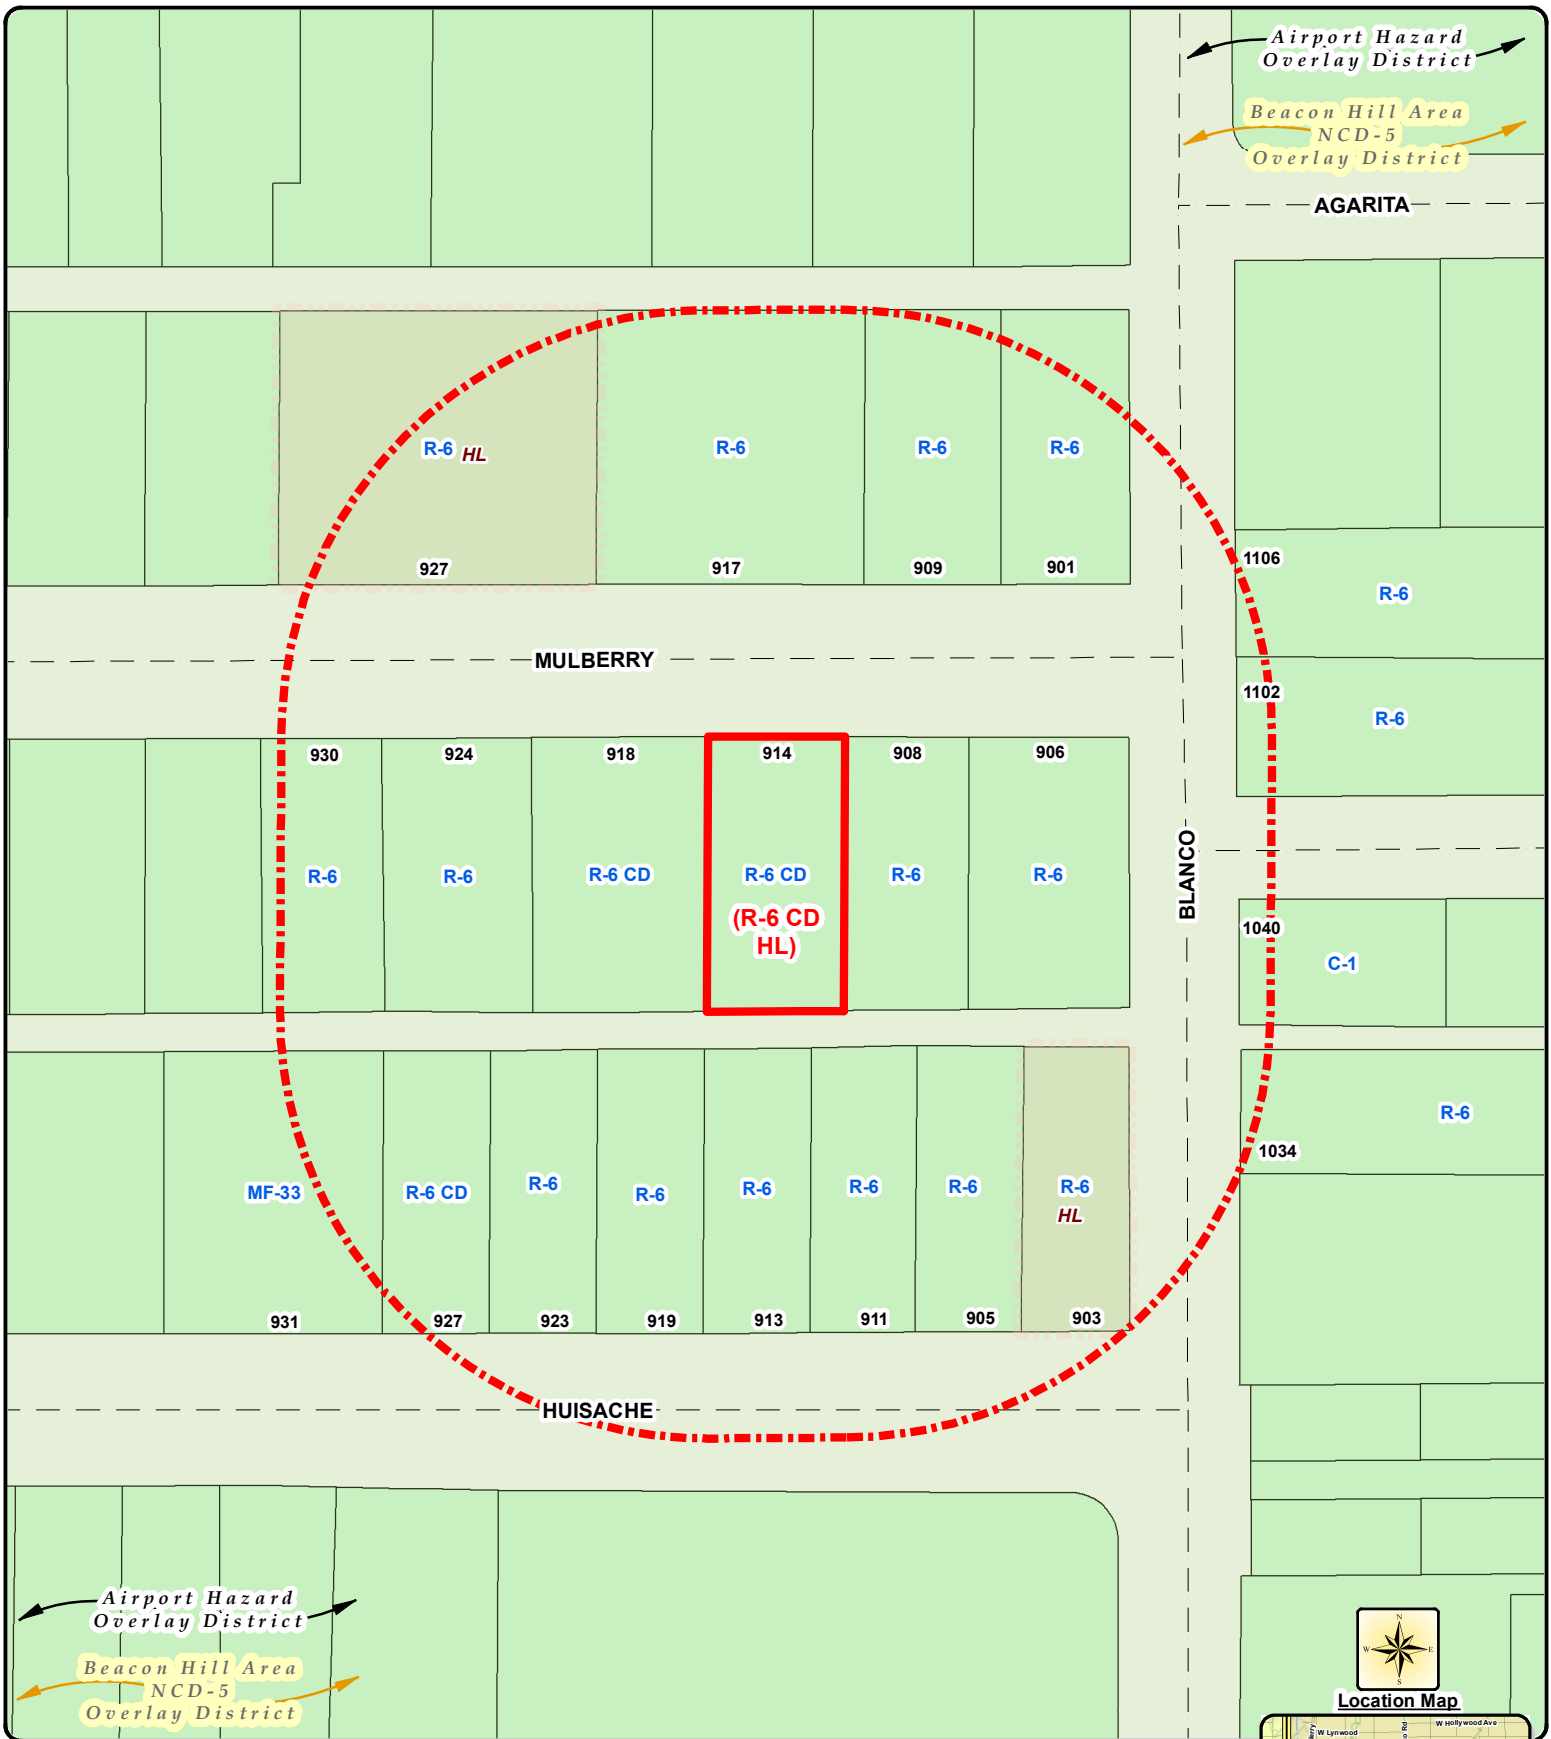 Airport Hazard
Overlay District
Beacon Hill Area
NCD-5
Overlay District
AGARITA
R-6 HL
R-6
R-6
R-6
927
917
909
901
1106
R-6
MULBERRY
1102
R-6
930
924
918
914
908
906
R-6
R-6
R-6 CD
R-6 CD
R-6
R-6
(R-6 CD
HL)
BLANCO
1040
C-1
R-6
1034
MF-33
R-6 CD
R-6
R-6
R-6
R-6
R-6
R-6
HL
931
927
923
919
913
911
905
903
HUISACHE
Airport Hazard
Overlay District
Beacon Hill Area
NCD-5
Overlay District
N
W
E
S
Location Map
W Lynwood
W Hollywood Ave